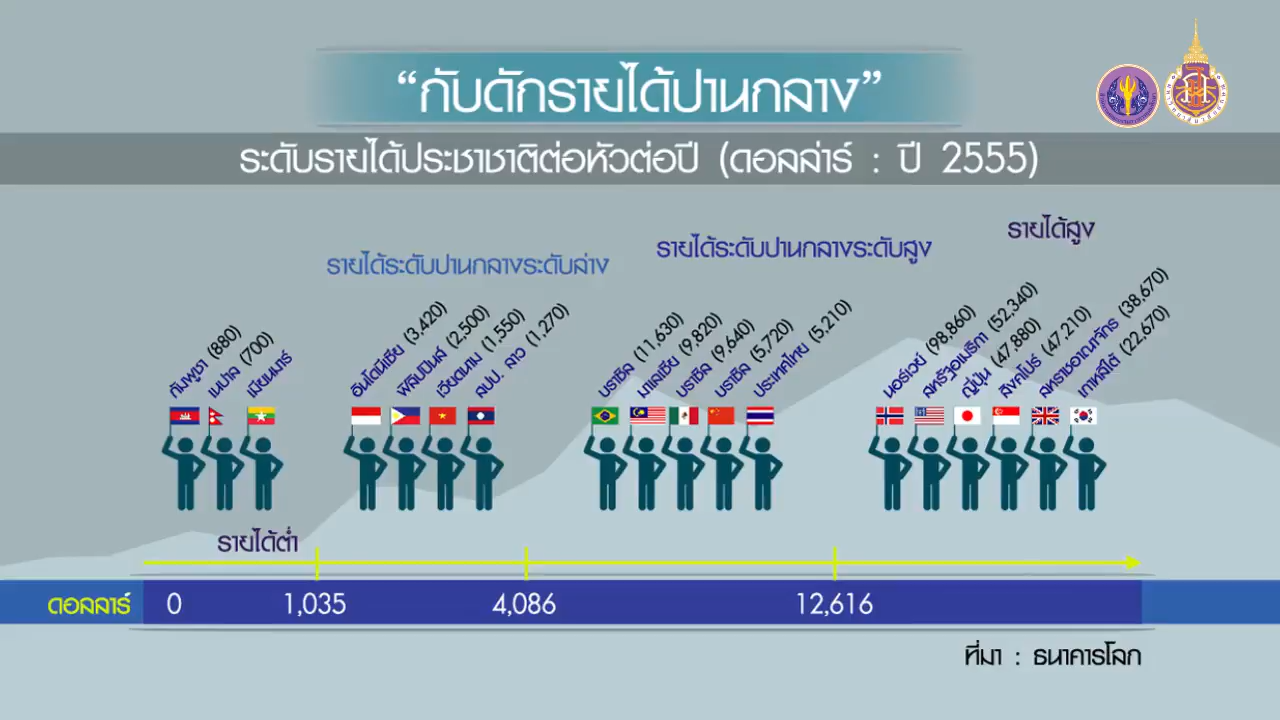 “กับดักรายได้ปานกลาง”
ระดับรายได้ประชาชาติต่อหัวต่อปี (ดอลล่าร์ : ปี 2555)
รายได้สูง
รายได้ระดับปานกลางระดับสูง
รายได้ระดับปานกลางระดับล่าง
กัมพูชา (880)
เนปาล (700)
เมียนมาร์
อินโดนีเซีย (3,420)
ฟิลิปปินส์ (2,500)
เวียดนาม (1,550)
สปป. ลาว (1,270)
บราซิล (11,630)
มาเลเซีย (9,820)
บราซิล (9,640)
บราซิล (5,720)
ประเทศไทย (5,210)
นอร์เวย์ (98,860)
สหรัฐอเมริกา (52,340)
ญี่ปุ่น (47,880)
สิงคโปร์ (47,210)
สหราชอาณาจักร (38,670)
เกาหลีใต้ (22,670)
รายได้ต่ำ
ดอลลาร์ 0 1,035 4,086 12,616
ที่มา : ธนาคารโลก